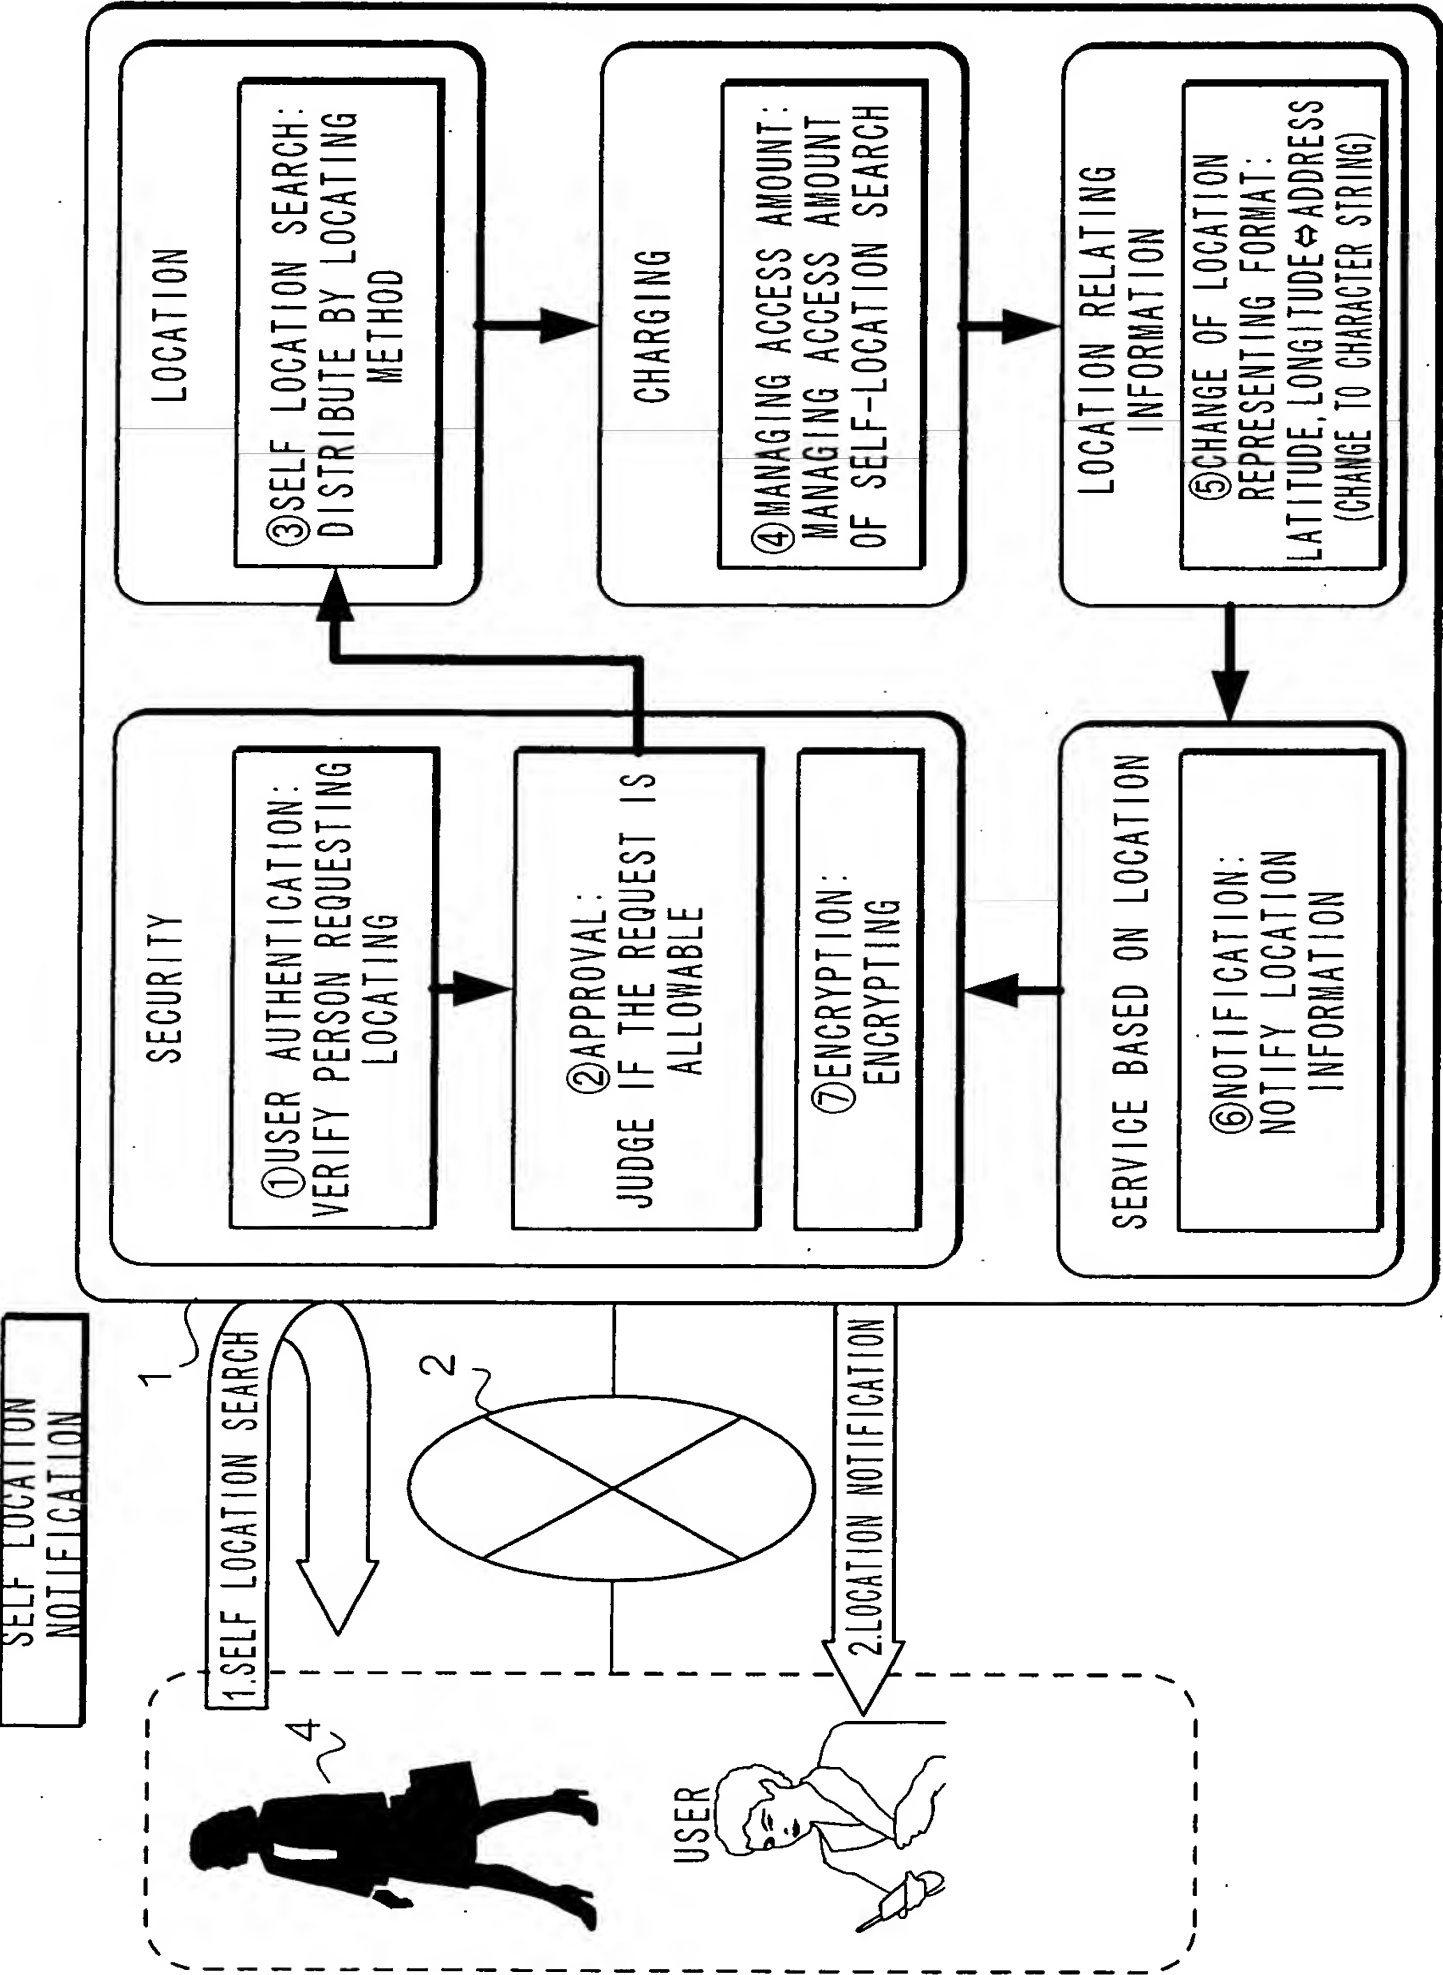 SELF LOCATION
NOTIFICATION
1
1.SELF LOCATION SEARCH
2
2.LOCATION NOTIFICATION
4
USER
SECURITY
①USER AUTHENTICATION:
VERIFY PERSON REQUESTING
LOCATING
②APPROVAL:
JUDGE IF THE REQUEST IS
ALLOWABLE
⑦ENCRYPTION:
ENCRYPTING
SERVICE BASED ON LOCATION
⑥NOTIFICATION:
NOTIFY LOCATION
INFORMATION
LOCATION
③SELF LOCATION SEARCH:
DISTRIBUTE BY LOCATING
METHOD
CHARGING
④MANAGING ACCESS AMOUNT:
MANAGING ACCESS AMOUNT
OF SELF-LOCATION SEARCH
LOCATION RELATING
INFORMATION
⑤CHANGE OF LOCATION
REPRESENTING FORMAT:
LATITUDE,LONGITUDE⇔ADDRESS
(CHANGE TO CHARACTER STRING)